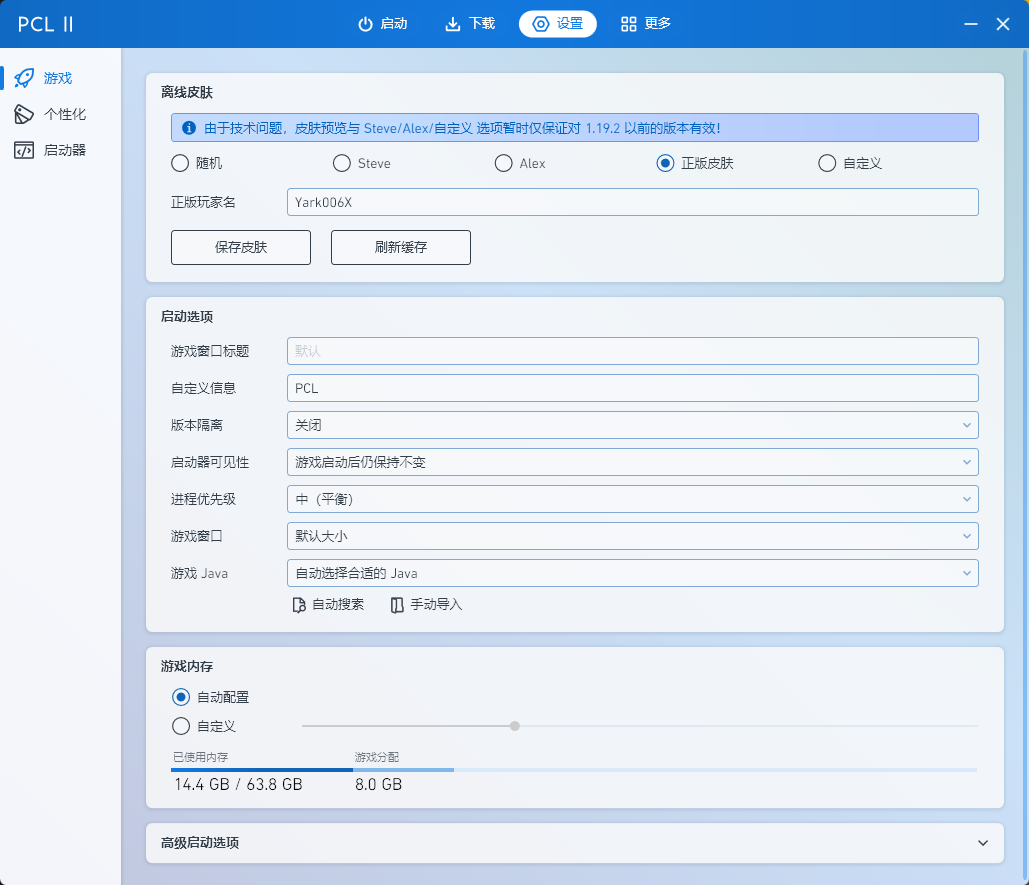 PCL II
启动 下载 设置 更多
游戏
个性化
启动器
离线皮肤
由于技术问题，皮肤预览与 Steve/Alex/自定义 选项暂时仅保证对 1.19.2 以前的版本有效！
随机 Steve Alex 正版皮肤 自定义
正版玩家名 Yark006X
保存皮肤 刷新缓存
启动选项
游戏窗口标题 默认
自定义信息 PCL
版本隔离 关闭
启动器可见性 游戏启动后仍保持不变
进程优先级 中（平衡）
游戏窗口 默认大小
游戏 Java 自动选择合适的 Java
自动搜索 手动导入
游戏内存
自动配置
自定义
已使用内存 游戏分配
14.4 GB / 63.8 GB 8.0 GB
高级启动选项